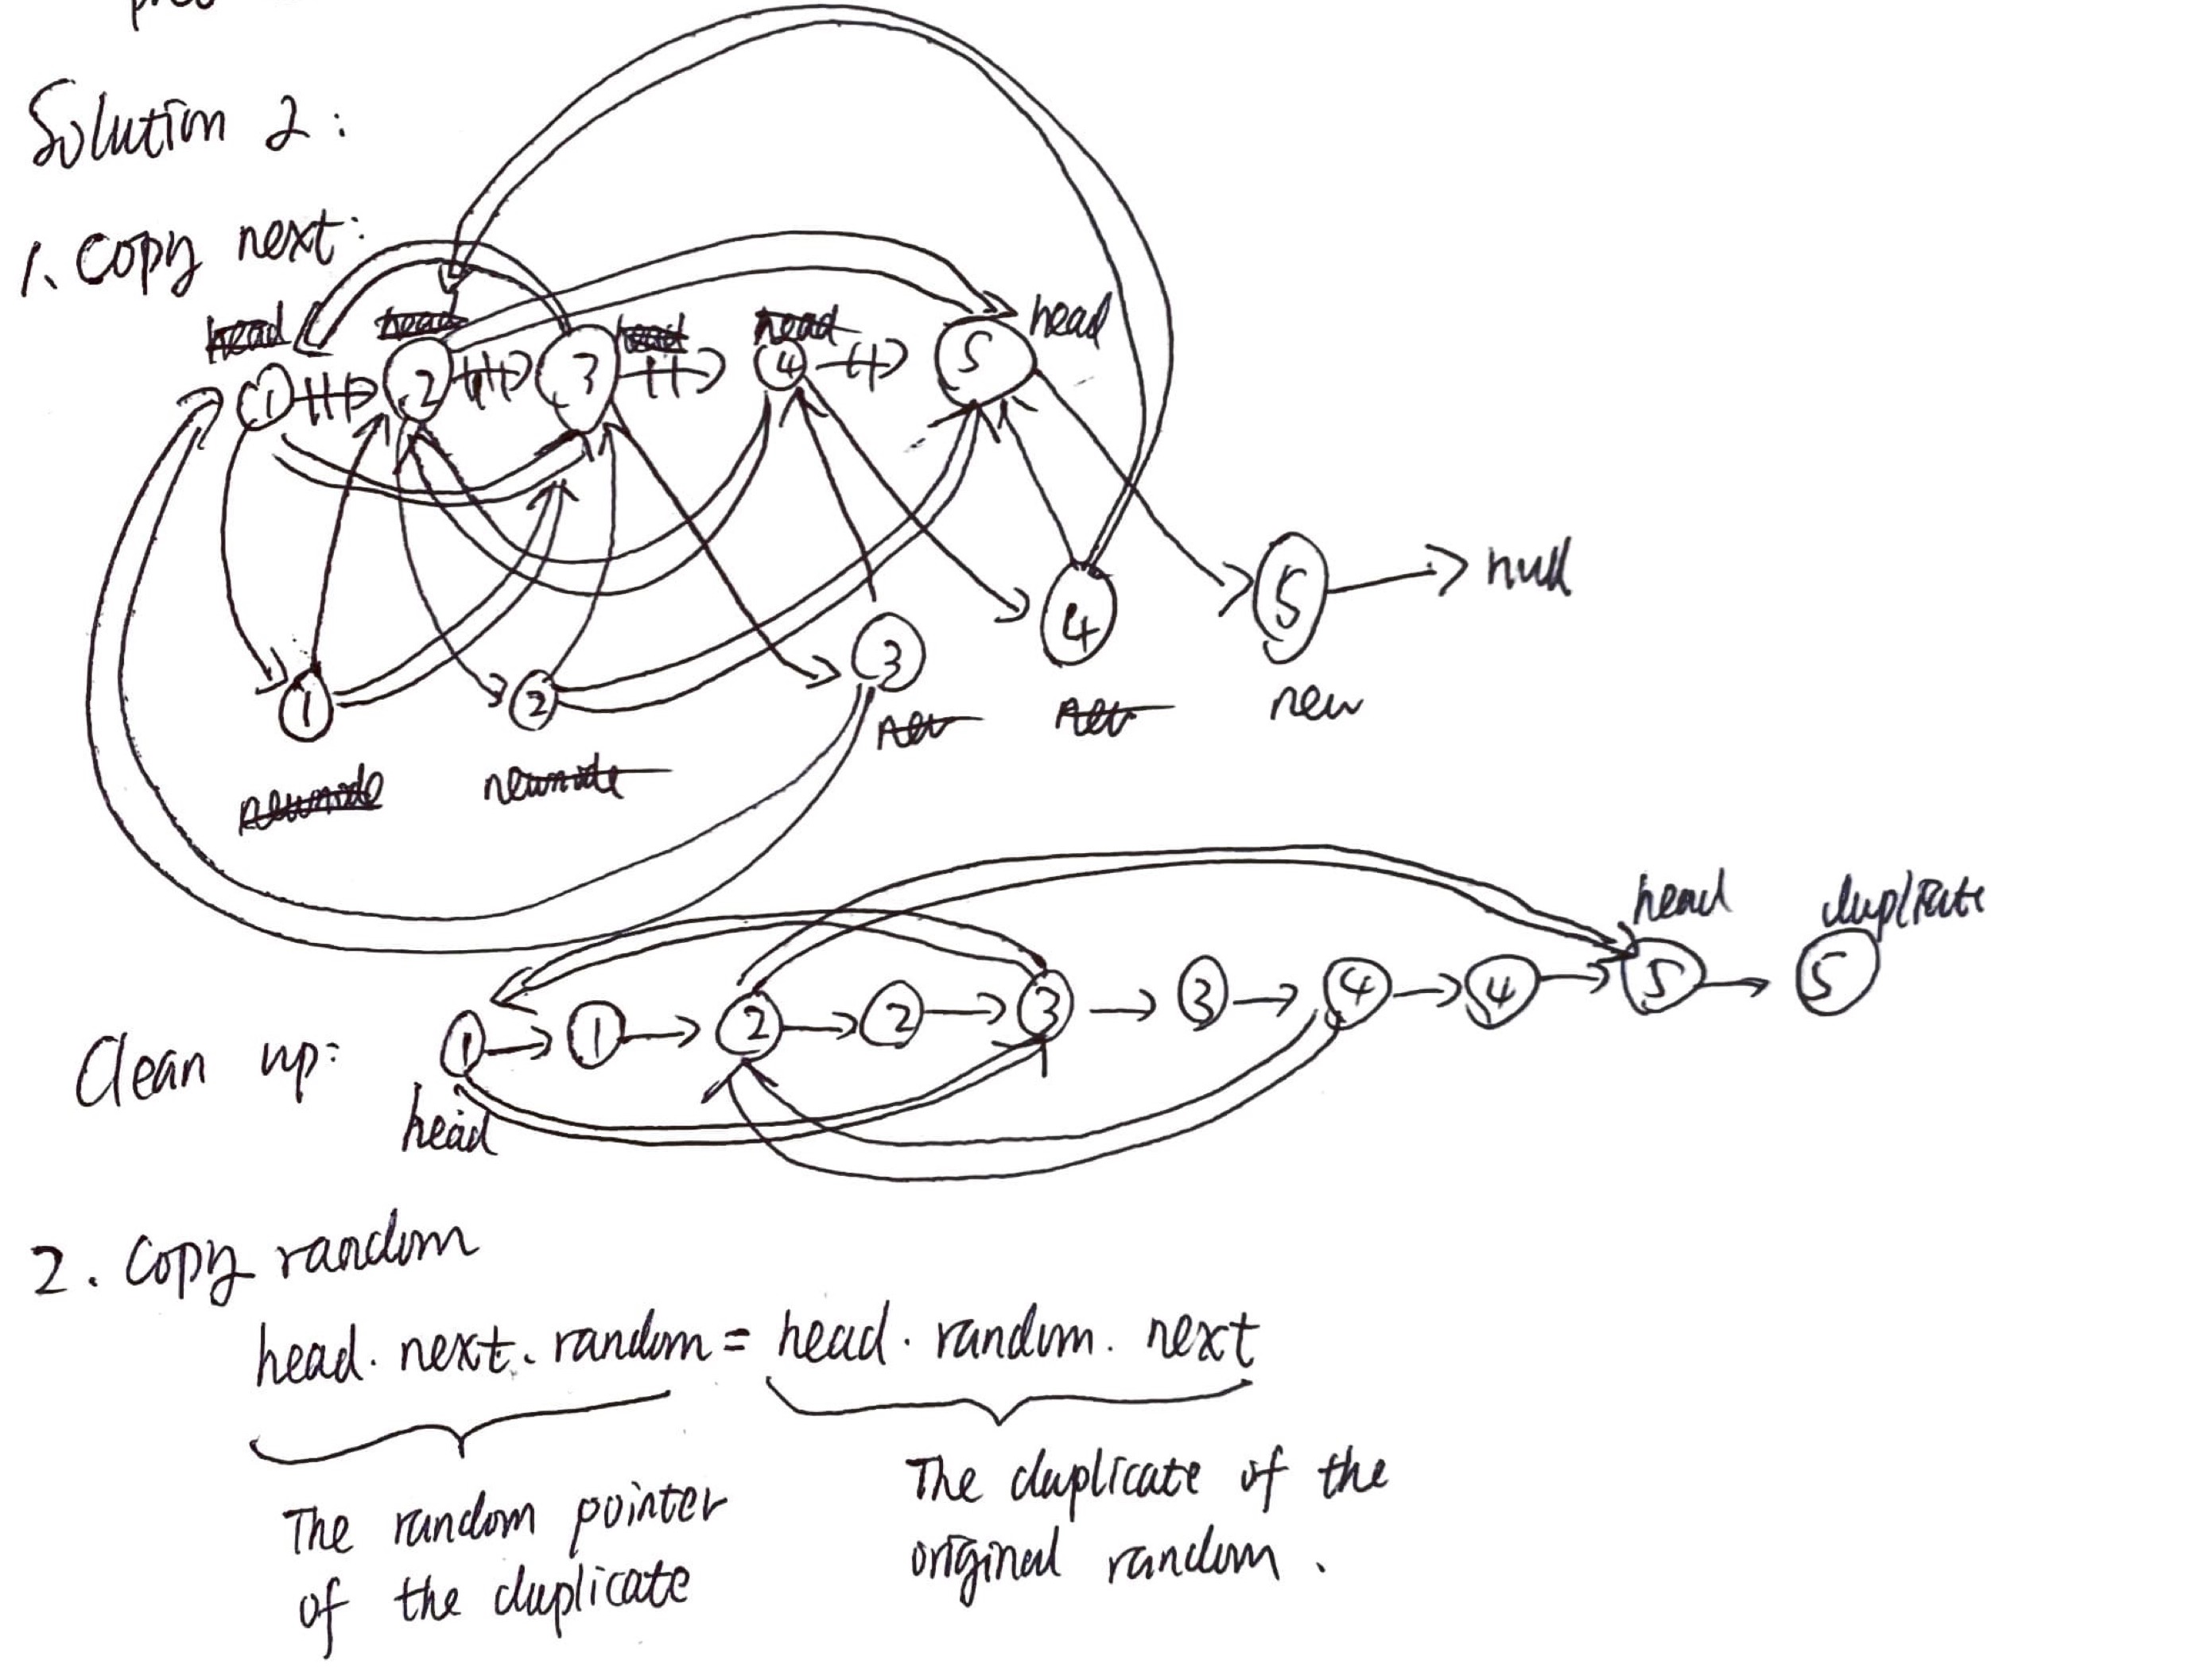 Solution 2 :
1. Copy next :
head head head head head
1 2 3 4 5
1 2 3 4 5 null
newnode newnode new new new
head duplicate
Clean up: 1 1 2 2 3 3 4 4 5 5
head
2. Copy random
head. next. random = head. random. next
The random pointer
of the duplicate
The duplicate of the
original random.